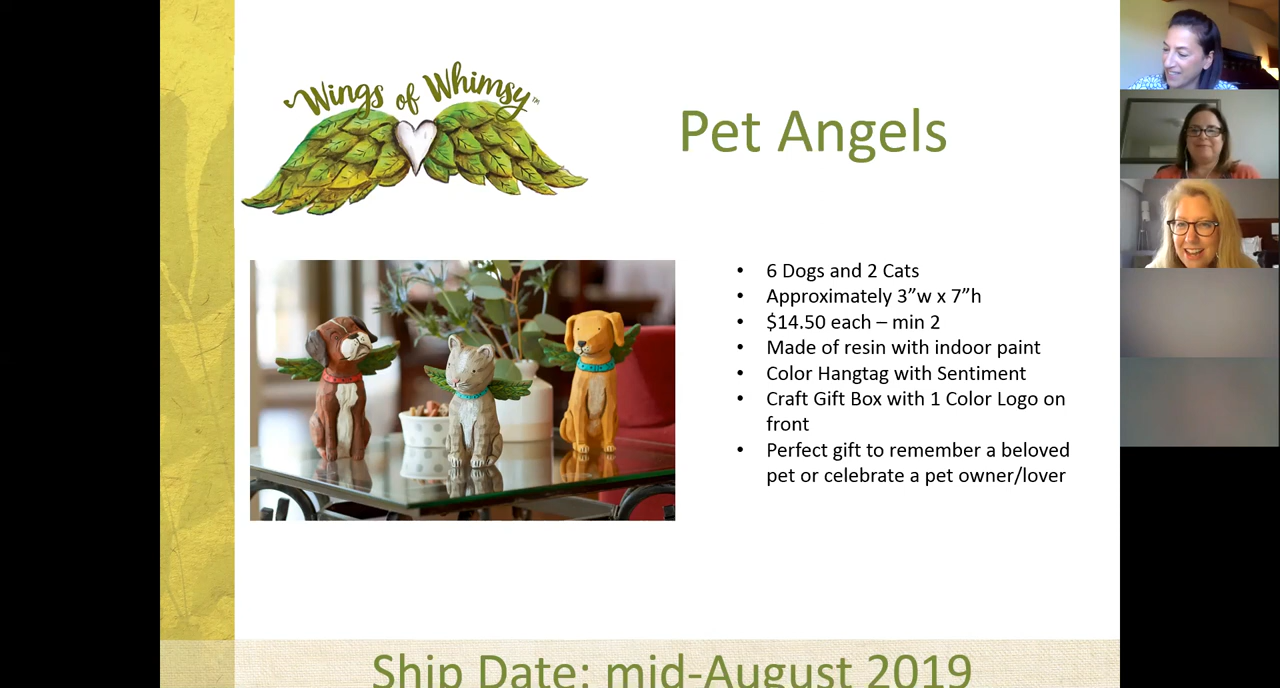 Wings of Whimsy™
Pet Angels
• 6 Dogs and 2 Cats
• Approximately 3”w x 7”h
• $14.50 each – min 2
• Made of resin with indoor paint
• Color Hangtag with Sentiment
• Craft Gift Box with 1 Color Logo on
front
• Perfect gift to remember a beloved
pet or celebrate a pet owner/lover
Ship Date: mid-August 2019